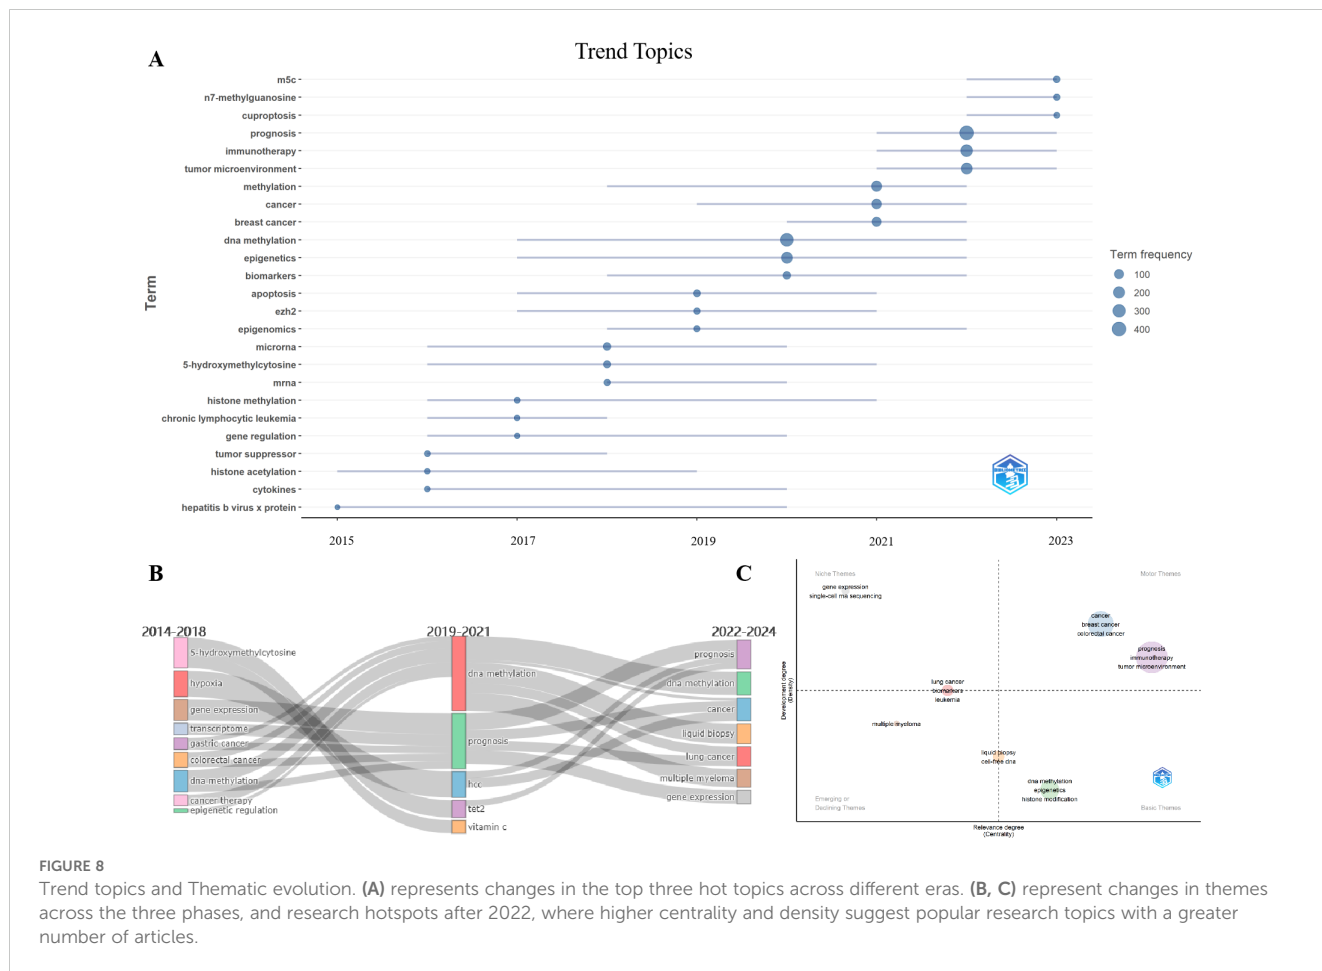 A
Trend Topics
m5c
n7-methylguanosine
cuproptosis
prognosis
immunotherapy
tumor microenvironment
methylation
cancer
breast cancer
dna methylation
epigenetics
biomarkers
apoptosis
ezh2
epigenomics
microrna
5-hydroxymethylcytosine
mrna
histone methylation
chronic lymphocytic leukemia
gene regulation
tumor suppressor
histone acetylation
cytokines
hepatitis b virus x protein
Term
2015 2017 2019 2021 2023
Term frequency
100
200
300
400
BIBLIOMETRIX
B
2014-2018
5-hydroxymethylcytosine
hypoxia
gene expression
transcriptome
gastric cancer
colorectal cancer
dna methylation
cancer therapy
epigenetic regulation
2019-2021
dna methylation
prognosis
hcc
tet2
vitamin c
2022-2024
prognosis
dna methylation
cancer
liquid biopsy
lung cancer
multiple myeloma
gene expression
C
Niche Themes
Motor Themes
gene expression
single-cell rna sequencing
cancer
breast cancer
colorectal cancer
prognosis
immunotherapy
tumor microenvironment
lung cancer
biomarkers
leukemia
multiple myeloma
liquid biopsy
cell-free dna
dna methylation
epigenetics
histone modification
Emerging or
Declining Themes
Basic Themes
Development degree
(Density)
Relevance degree
(Centrality)
FIGURE 8
Trend topics and Thematic evolution. (A) represents changes in the top three hot topics across different eras. (B, C) represent changes in themes
across the three phases, and research hotspots after 2022, where higher centrality and density suggest popular research topics with a greater
number of articles.